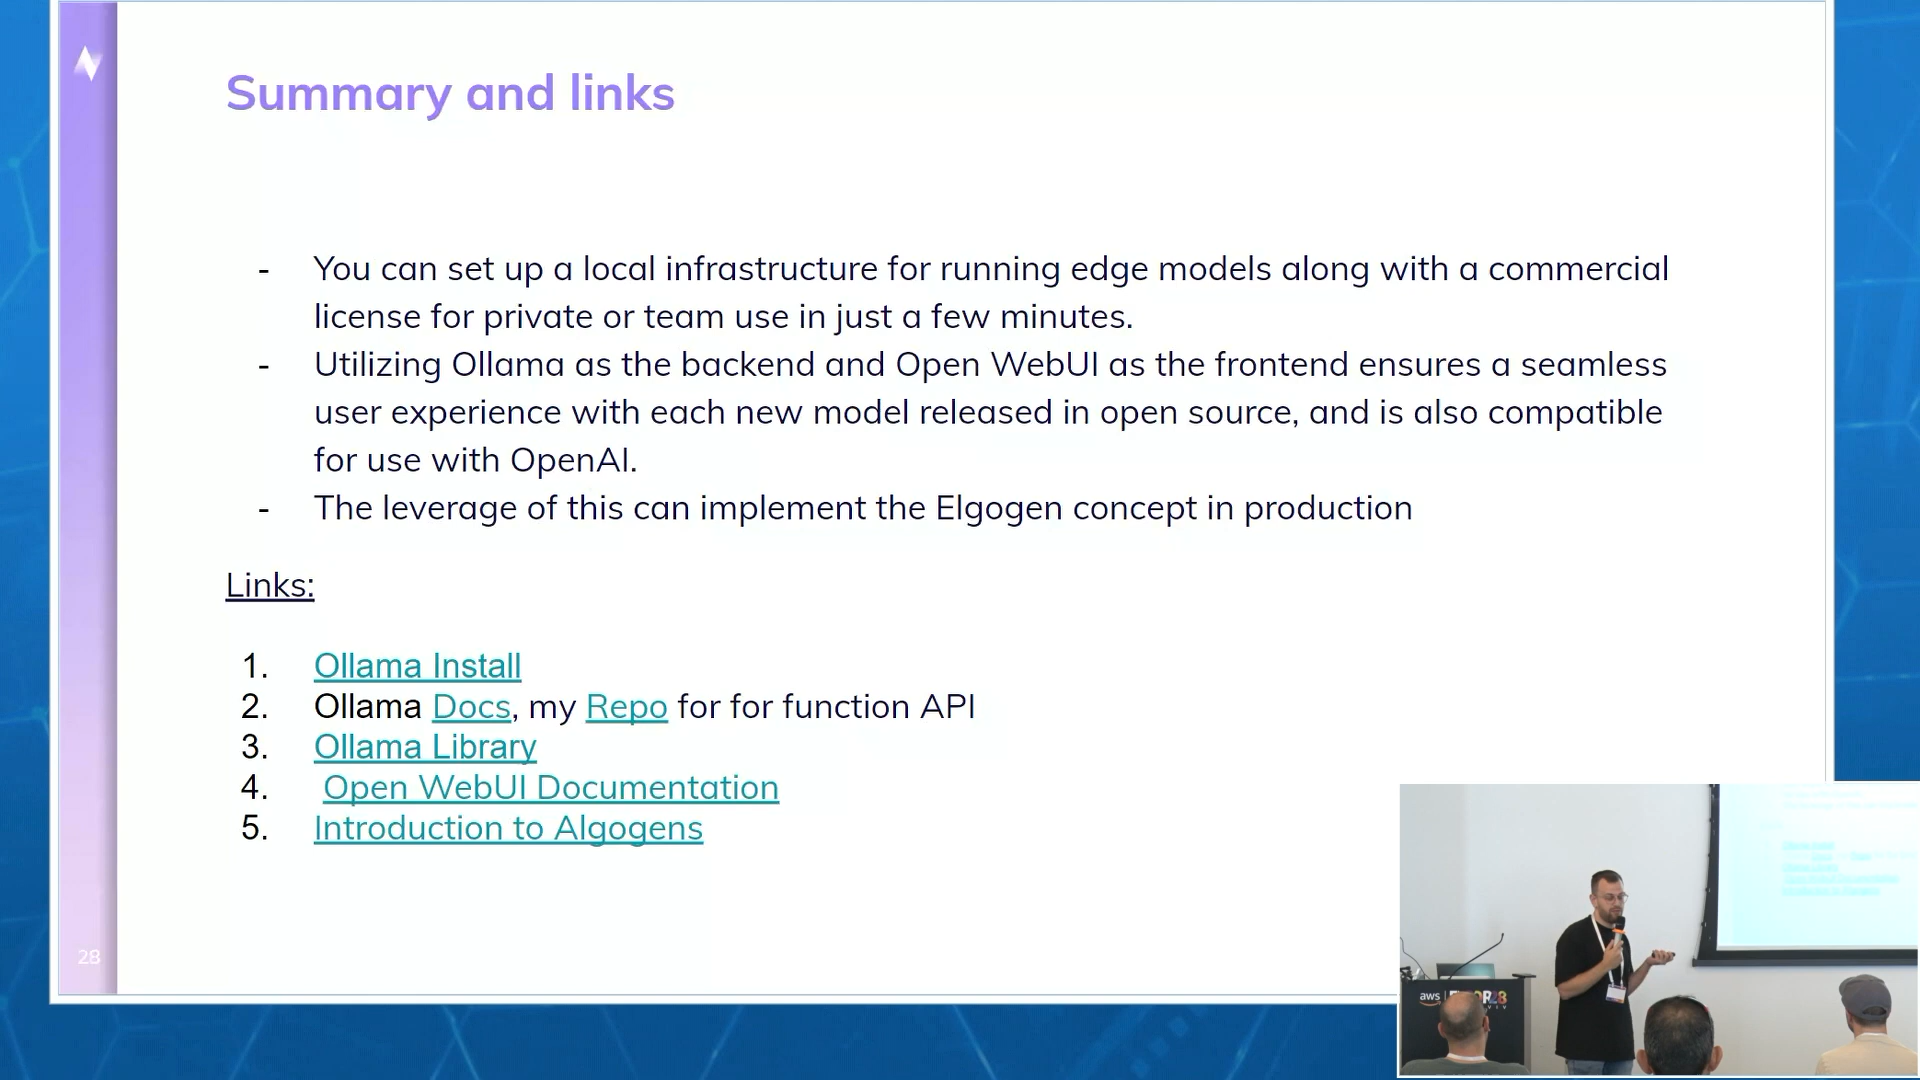 Summary and links
- You can set up a local infrastructure for running edge models along with a commercial
license for private or team use in just a few minutes.
- Utilizing Ollama as the backend and Open WebUI as the frontend ensures a seamless
user experience with each new model released in open source, and is also compatible
for use with OpenAI.
- The leverage of this can implement the Elgogen concept in production
Links:
1. Ollama Install
2. Ollama Docs, my Repo for for function API
3. Ollama Library
4. Open WebUI Documentation
5. Introduction to Algogens
28
aws